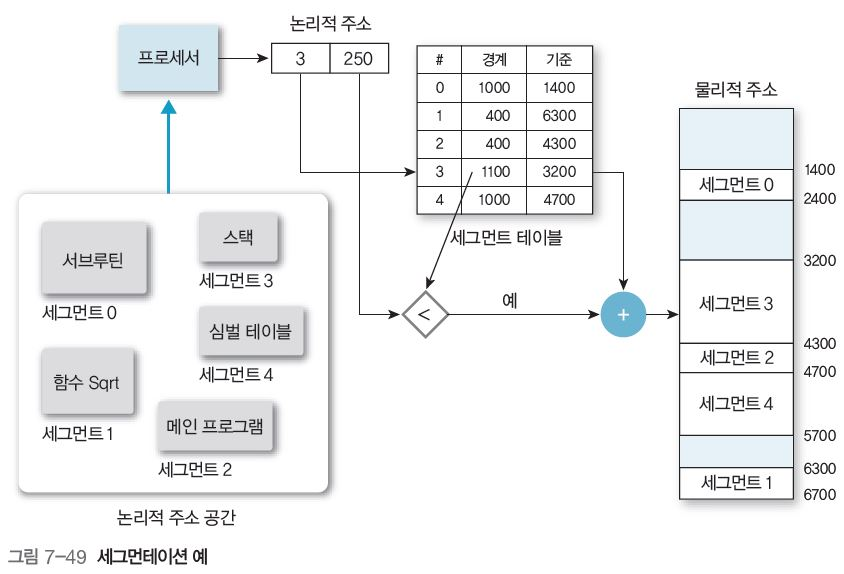 논리적 주소
프로세서
3 250
# 경계 기준
0 1000 1400
1 400 6300
2 400 4300
3 1100 3200
4 1000 4700
세그먼트 테이블
물리적 주소
1400
세그먼트 0
2400
3200
세그먼트 3
4300
세그먼트 2
4700
세그먼트 4
5700
6300
세그먼트 1
6700
<
예
+
서브루틴
세그먼트 0
스택
세그먼트 3
심벌 테이블
세그먼트 4
함수 Sqrt
세그먼트 1
메인 프로그램
세그먼트 2
논리적 주소 공간
그림 7-49 세그먼테이션 예